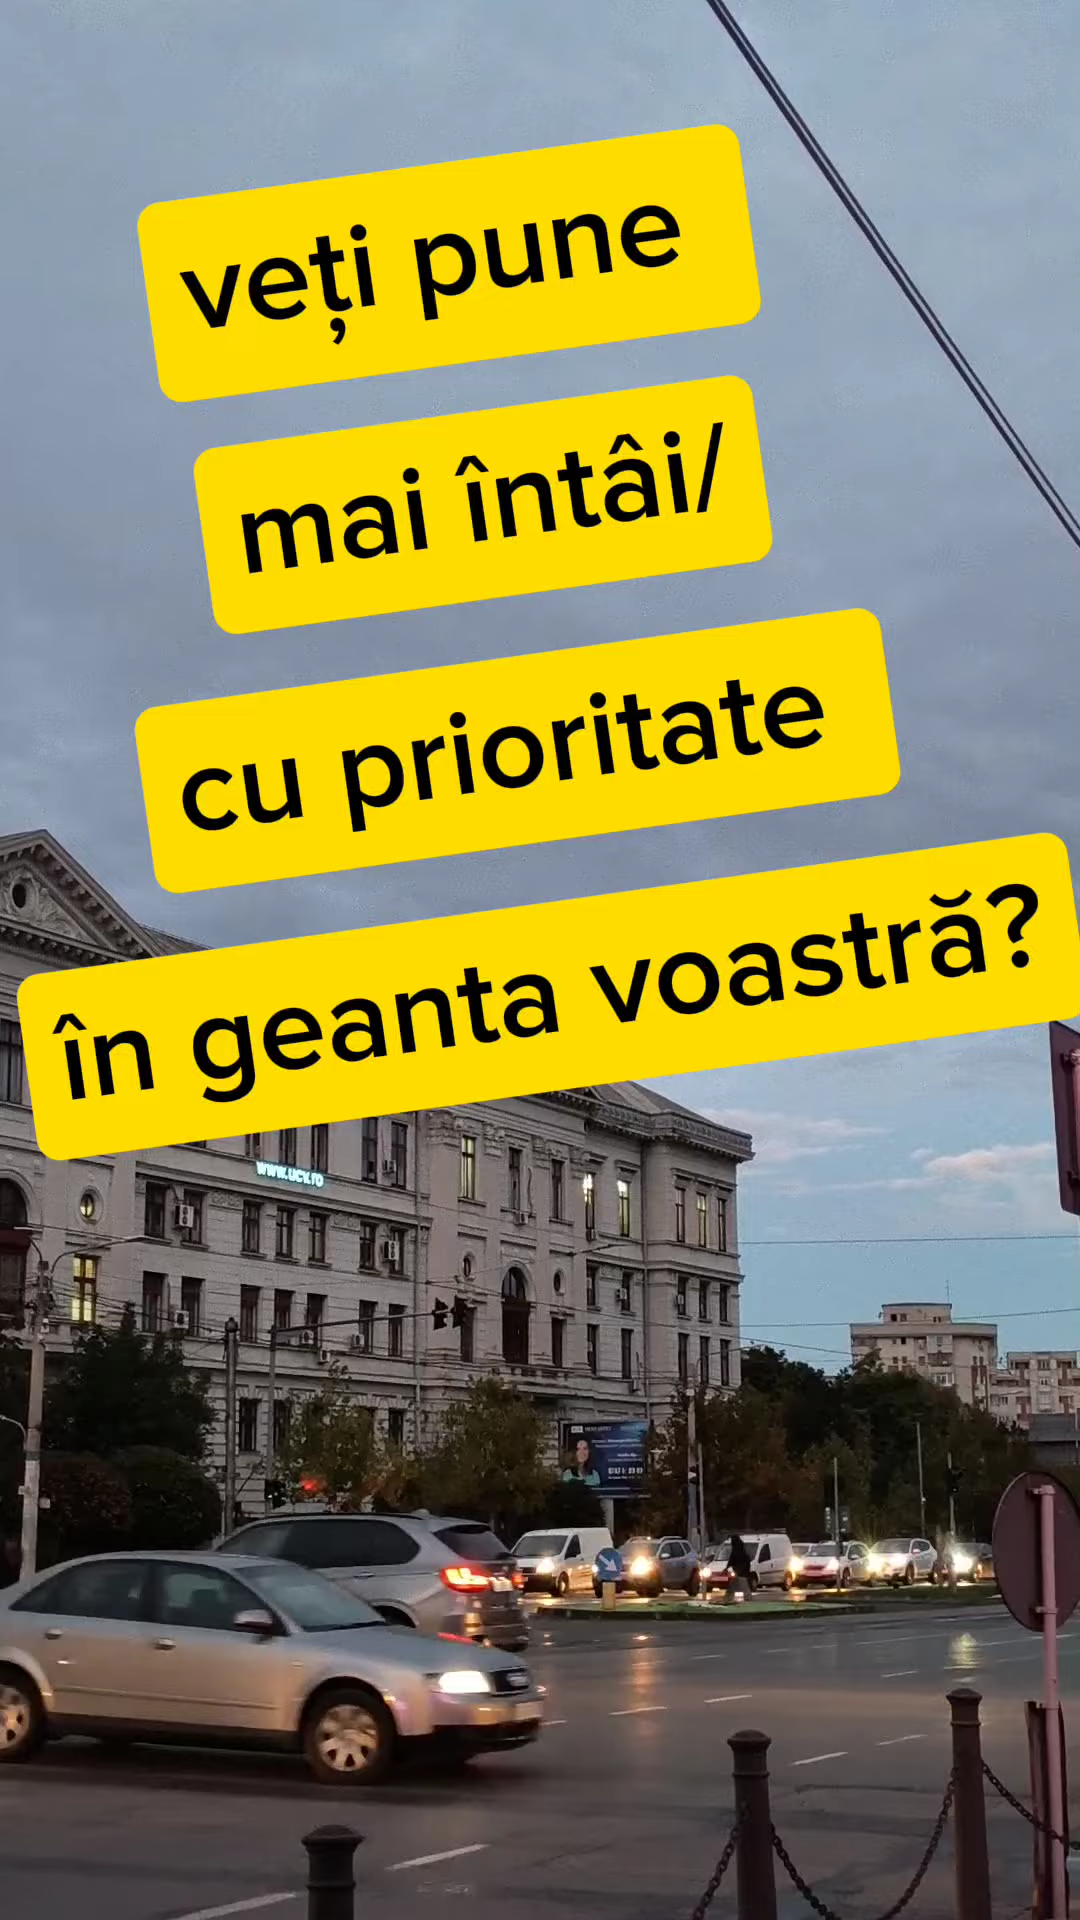 veți pune
mai întâi/
cu prioritate
în geanta voastră?
www.ucv.ro